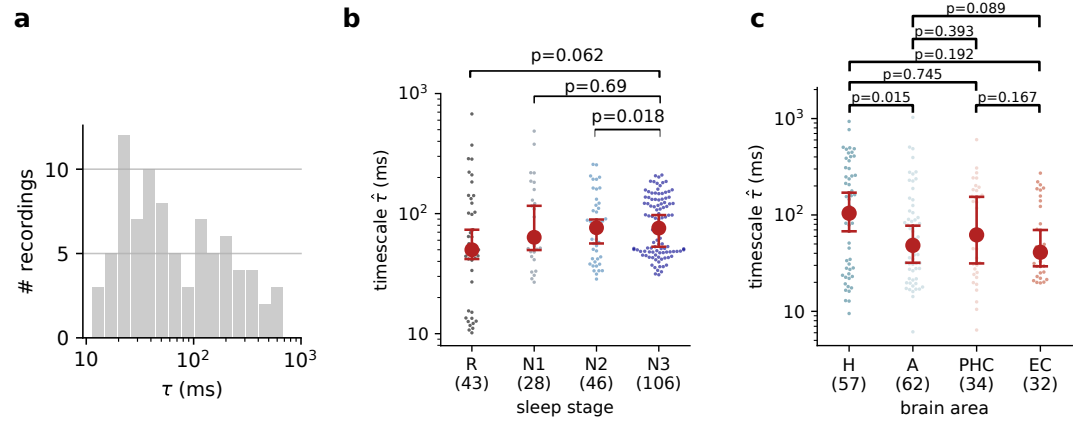 a
# recordings
10
5
0
10
10²
10³
τ (ms)
b
p=0.062
p=0.69
p=0.018
timescale τ̂ (ms)
10³
10²
10
R
(43)
N1
(28)
N2
(46)
N3
(106)
sleep stage
c
p=0.089
p=0.393
p=0.192
p=0.745
p=0.015
p=0.167
timescale τ̂ (ms)
10³
10²
10
H
(57)
A
(62)
PHC
(34)
EC
(32)
brain area